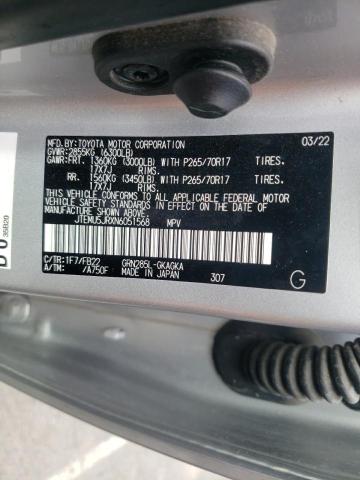 MFD.BY:TOYOTA MOTOR CORPORATION 03/22
GVWR:2855KG (6300LB)
GAWR:FRT. 1360KG (3000LB) WITH P265/70R17 TIRES.
17X7J RIMS.
RR. 1560KG (3450LB) WITH P265/70R17 TIRES.
17X7J RIMS.
THIS VEHICLE CONFORMS TO ALL APPLICABLE FEDERAL MOTOR
VEHICLE SAFETY STANDARDS IN EFFECT ON THE DATE OF
MANUFACTURE SHOWN ABOVE.
JTEMU5JRXN6051568 MPV
C/TR:1F7/FB22 GRN285L-GKAGKA
A/TM: /A750F MADE IN JAPAN 307 G